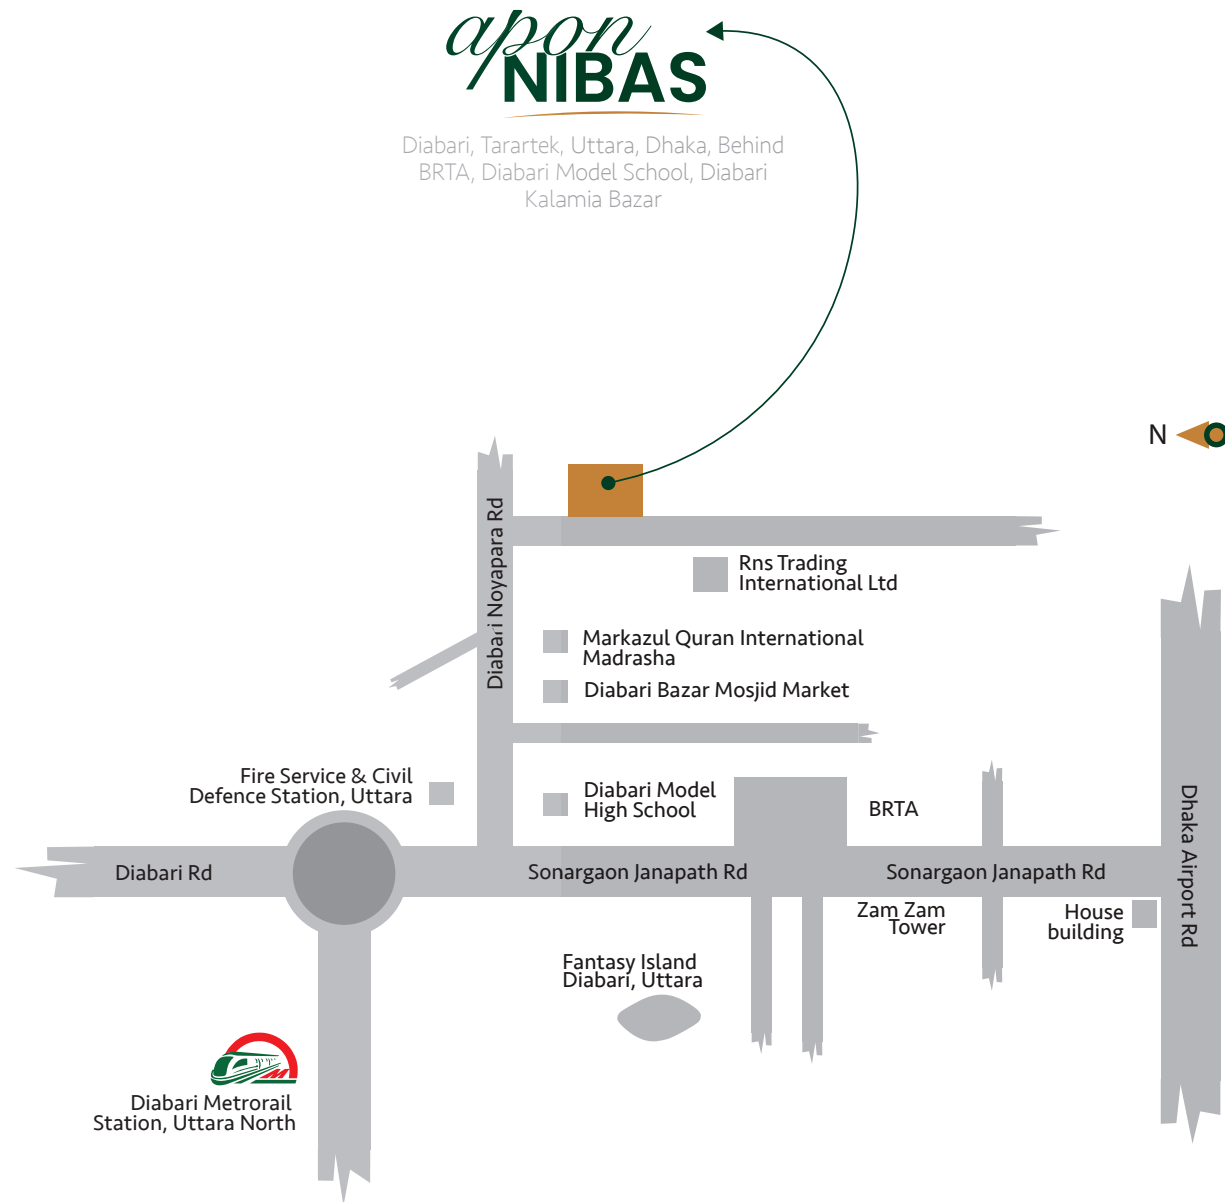 apon
NIBAS
Diabari, Tarartek, Uttara, Dhaka, Behind
BRTA, Diabari Model School, Diabari
Kalamia Bazar
N
Diabari Noyapara Rd
Rns Trading
International Ltd
Markazul Quran International
Madrasha
Diabari Bazar Mosjid Market
Fire Service & Civil
Defence Station, Uttara
Diabari Model
High School
BRTA
Dhaka Airport Rd
Diabari Rd
Sonargaon Janapath Rd
Sonargaon Janapath Rd
Zam Zam
Tower
House
building
Fantasy Island
Diabari, Uttara
Diabari Metrorail
Station, Uttara North